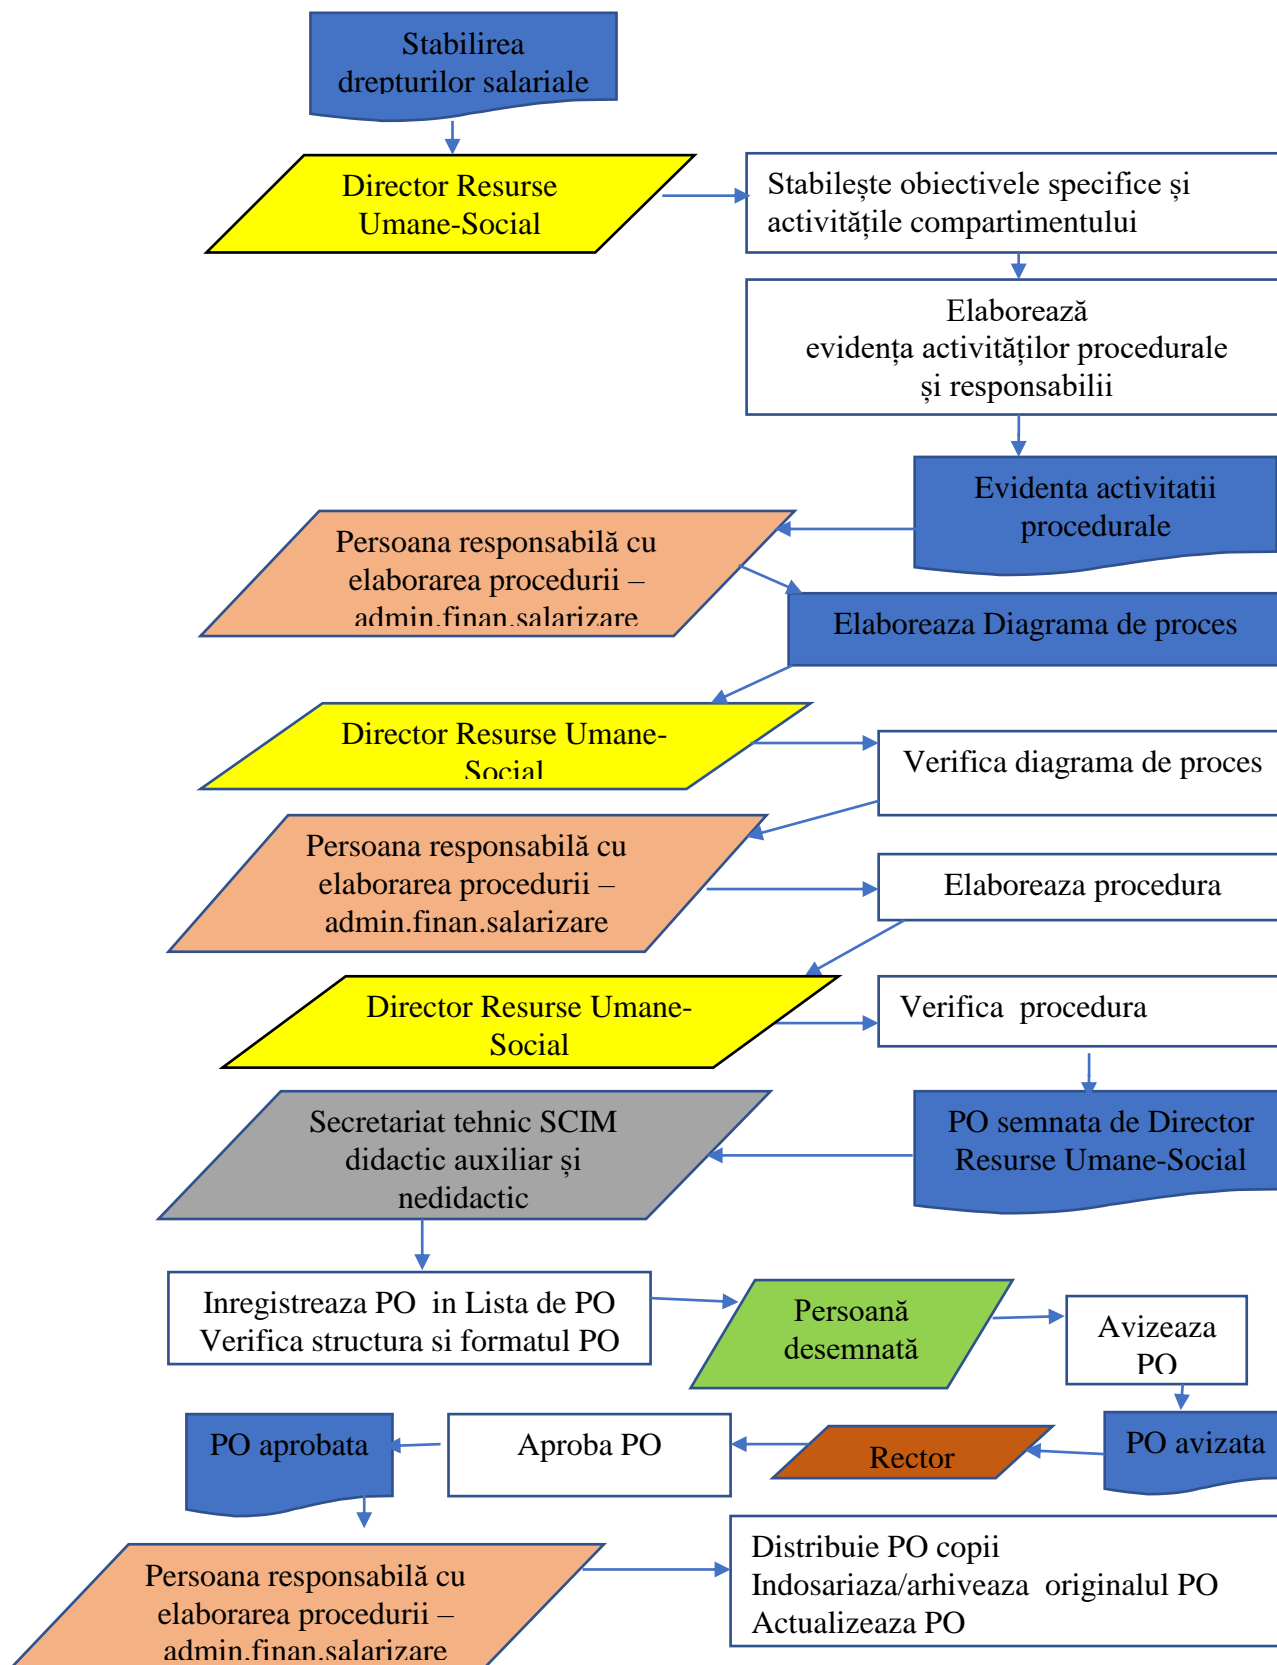 Stabilirea
drepturilor salariale
Director Resurse
Umane-Social
Stabilește obiectivele specifice și
activitățile compartimentului
Elaborează
evidența activităților procedurale
și responsabilii
Evidenta activitatii
procedurale
Persoana responsabilă cu
elaborarea procedurii –
admin.finan.salarizare
Elaboreaza Diagrama de proces
Director Resurse Umane-
Social
Verifica diagrama de proces
Persoana responsabilă cu
elaborarea procedurii –
admin.finan.salarizare
Elaboreaza procedura
Director Resurse Umane-
Social
Verifica  procedura
Secretariat tehnic SCIM
didactic auxiliar și
nedidactic
PO semnata de Director
Resurse Umane-Social
Inregistreaza PO  in Lista de PO
Verifica structura si formatul PO
Persoană
desemnată
Avizeaza
PO
PO aprobata
Aproba PO
Rector
PO avizata
Persoana responsabilă cu
elaborarea procedurii –
admin.finan.salarizare
Distribuie PO copii
Indosariaza/arhiveaza  originalul PO
Actualizeaza PO